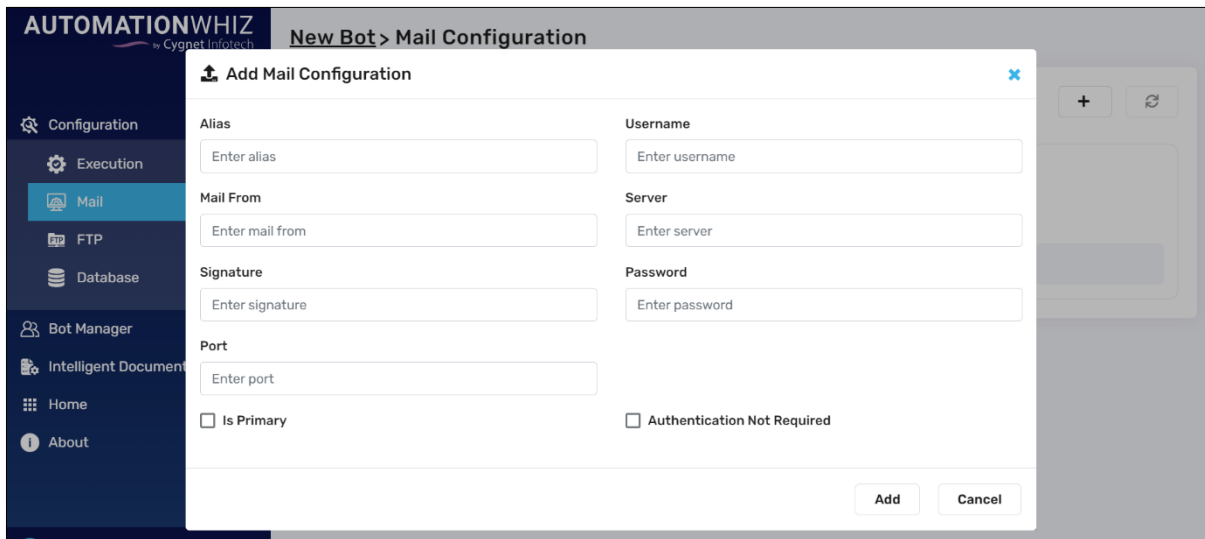 AUTOMATIONWHIZ
by Cygnet Infotech
New Bot > Mail Configuration
Add Mail Configuration
Configuration
Execution
Mail
FTP
FTP
Database
Bot Manager
Intelligent Document
Home
About
Alias
Username
Enter alias
Enter username
Mail From
Server
Enter mail from
Enter server
Signature
Password
Enter signature
Enter password
Port
Enter port
Is Primary
Authentication Not Required
Add
Cancel